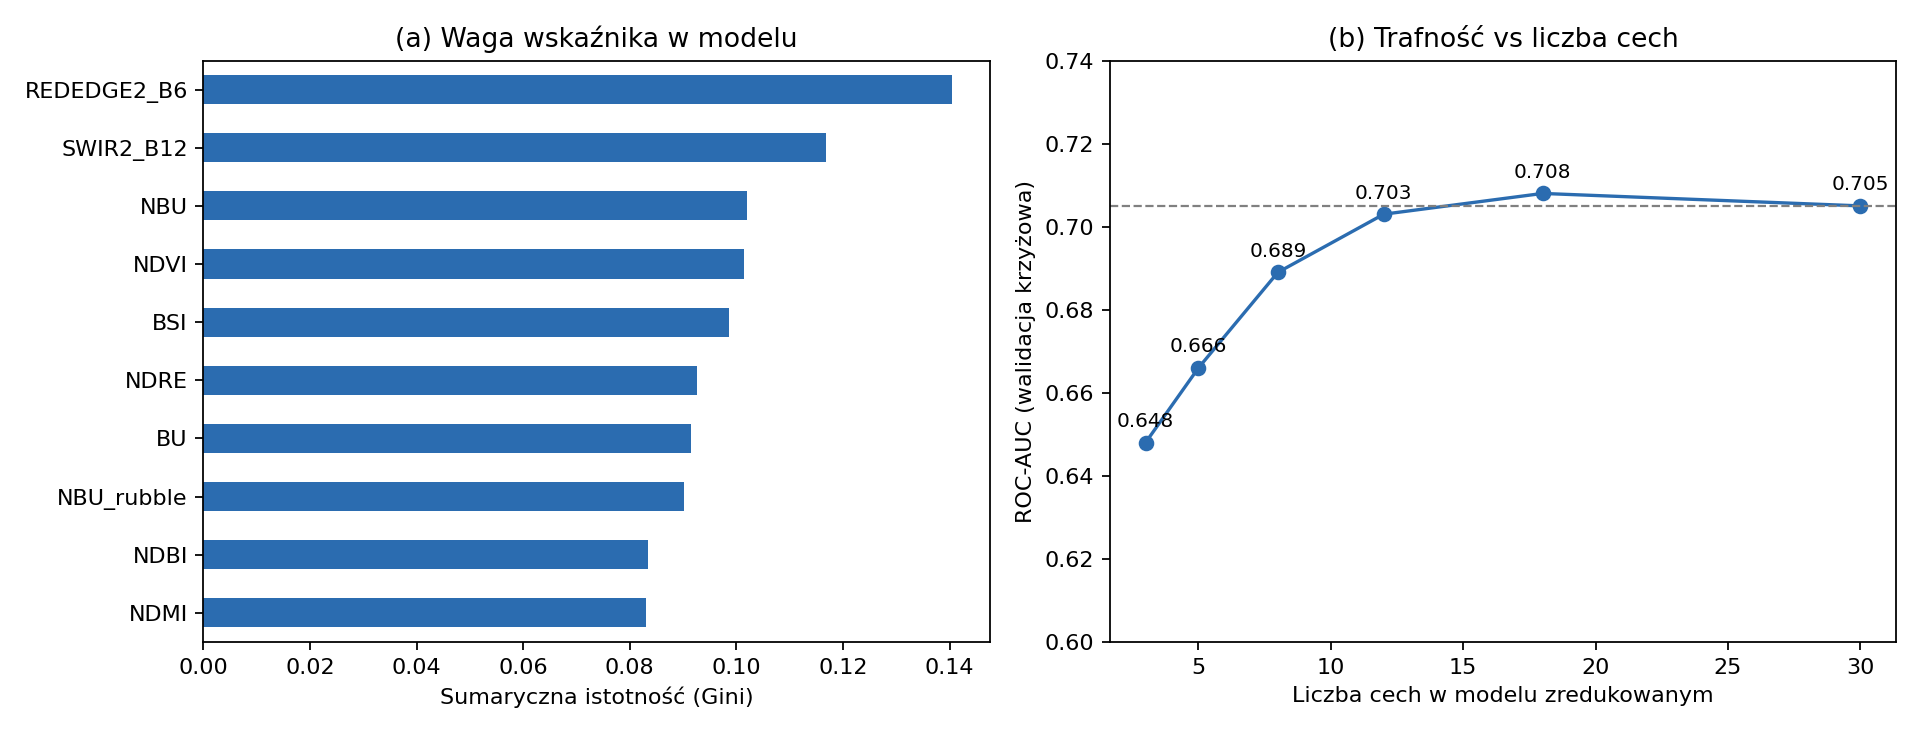 (a) Waga wskaźnika w modelu
REDEDGE2_B6
SWIR2_B12
NBU
NDVI
BSI
NDRE
BU
NBU_rubble
NDBI
NDMI
0.00 0.02 0.04 0.06 0.08 0.10 0.12 0.14
Sumaryczna istotność (Gini)
(b) Trafność vs liczba cech
ROC-AUC (walidacja krzyżowa)
0.74
0.72
0.70
0.68
0.66
0.64
0.62
0.60
0.648
0.666
0.689
0.703
0.708
0.705
5 10 15 20 25 30
Liczba cech w modelu zredukowanym